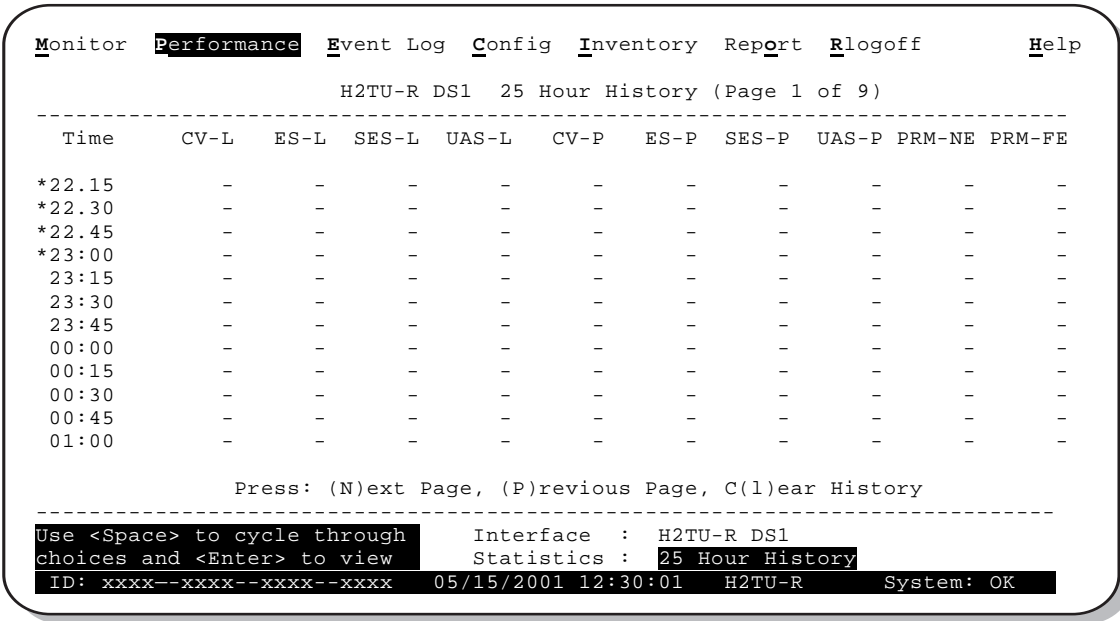 Monitor Performance Event Log Config Inventory Report Rlogoff Help
H2TU-R DS1 25 Hour History (Page 1 of 9)
--------------------------------------------------------------------------------
Time CV-L ES-L SES-L UAS-L CV-P ES-P SES-P UAS-P PRM-NE PRM-FE
*22.15 - - - - - - - - - -
*22.30 - - - - - - - - - -
*22.45 - - - - - - - - - -
*23:00 - - - - - - - - - -
23:15 - - - - - - - - - -
23:30 - - - - - - - - - -
23:45 - - - - - - - - - -
00:00 - - - - - - - - - -
00:15 - - - - - - - - - -
00:30 - - - - - - - - - -
00:45 - - - - - - - - - -
01:00 - - - - - - - - - -
Press: (N)ext Page, (P)revious Page, C(l)ear History
--------------------------------------------------------------------------------
Use <Space> to cycle through Interface : H2TU-R DS1
choices and <Enter> to view Statistics : 25 Hour History
ID: xxxx—-xxxx--xxxx--xxxx 05/15/2001 12:30:01 H2TU-R System: OK